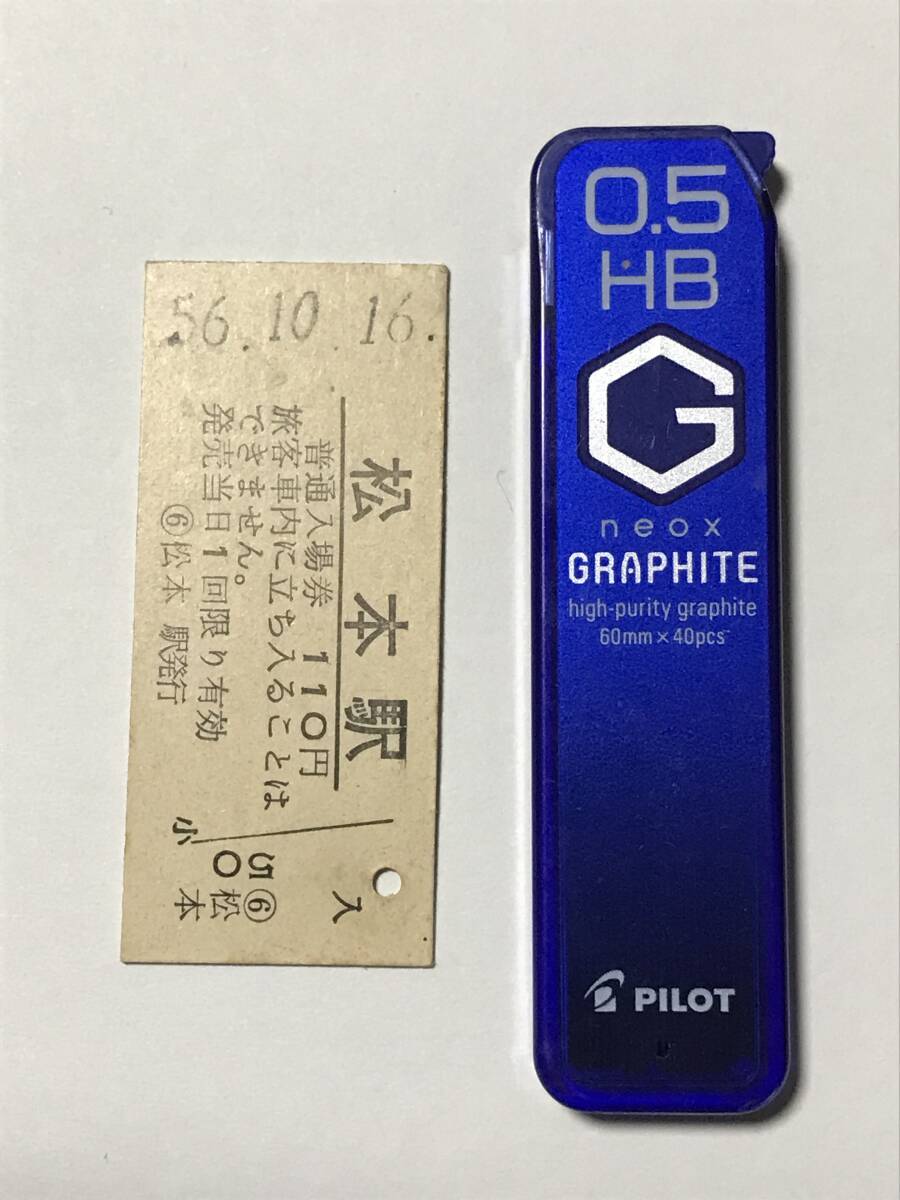 56.10.16.
松本駅
普通入場券 110円
旅客車内に立ち入ることは
できません。
発売当日1回限り有効
⑥松本駅発行
小
50
⑥松本
入
0.5
HB
G
neox
GRAPHITE
high-purity graphite
60mm×40pcs
PILOT